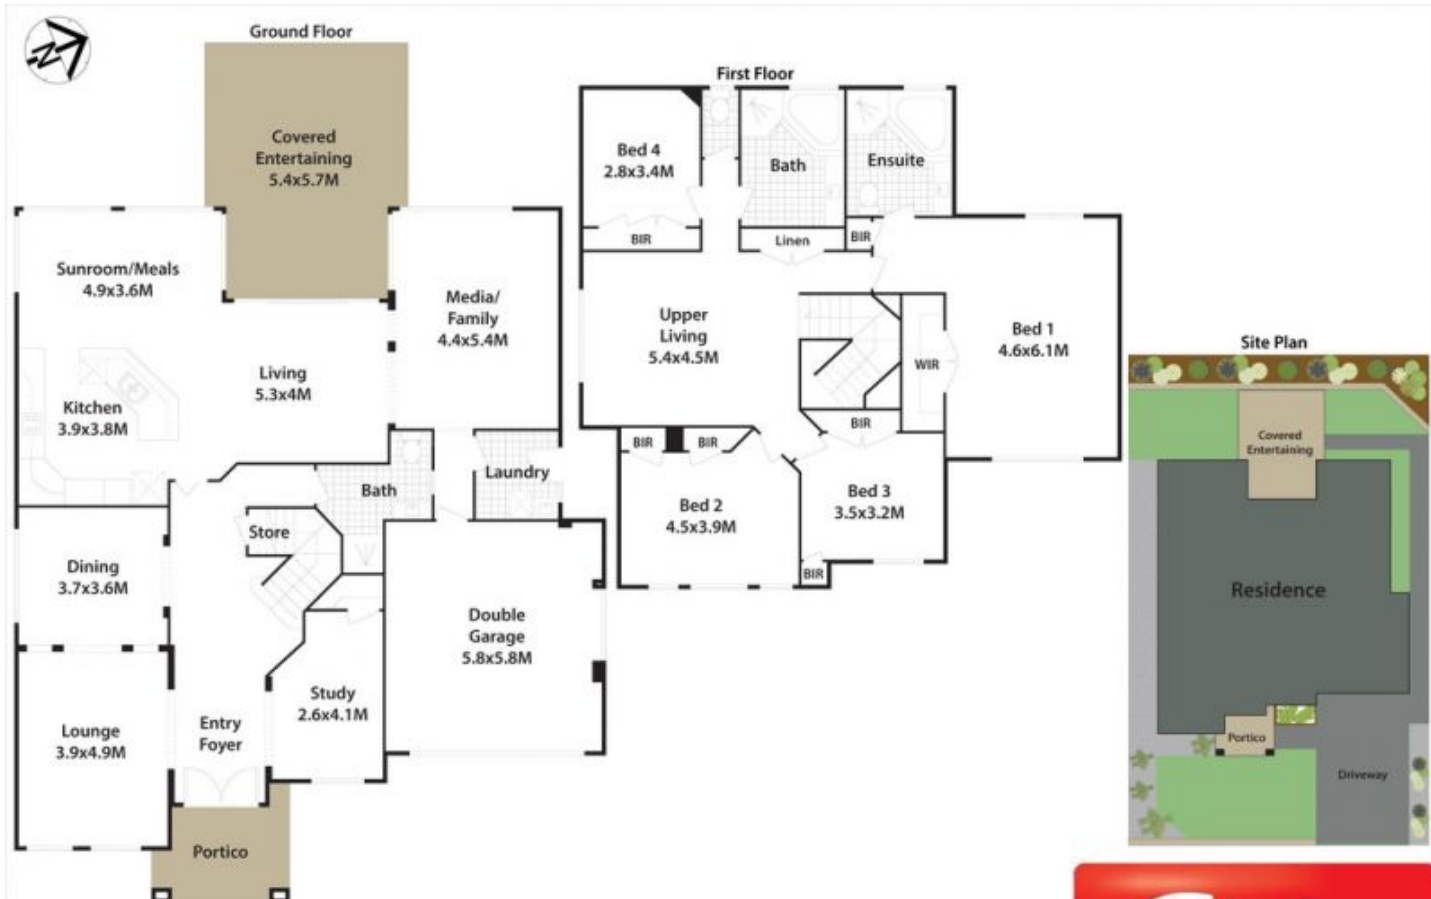 N
Ground Floor
Covered
Entertaining
5.4x5.7M
Sunroom/Meals
4.9x3.6M
Media/
Family
4.4x5.4M
Living
5.3x4M
Kitchen
3.9x3.8M
Laundry
Bath
Store
Dining
3.7x3.6M
Double
Garage
5.8x5.8M
Study
2.6x4.1M
Lounge
3.9x4.9M
Entry
Foyer
Portico
First Floor
Bed 4
2.8x3.4M
Bath
Ensuite
BIR
Linen
BIR
Upper
Living
5.4x4.5M
Bed 1
4.6x6.1M
WIR
BIR
BIR
BIR
Bed 2
4.5x3.9M
Bed 3
3.5x3.2M
BIR
Site Plan
Covered
Entertaining
Residence
Portico
Driveway